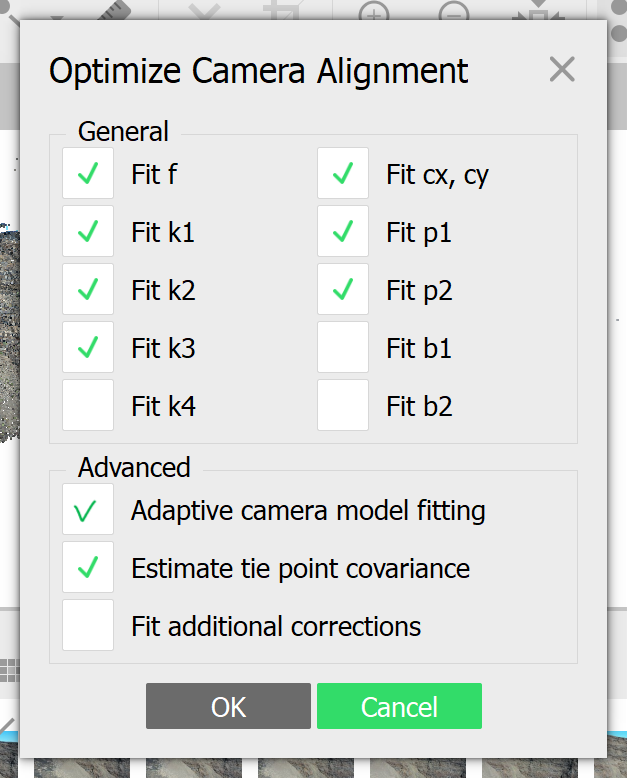 Optimize Camera Alignment
General
Fit f
Fit cx, cy
Fit k1
Fit p1
Fit k2
Fit p2
Fit k3
Fit b1
Fit k4
Fit b2
Advanced
Adaptive camera model fitting
Estimate tie point covariance
Fit additional corrections
OK
Cancel